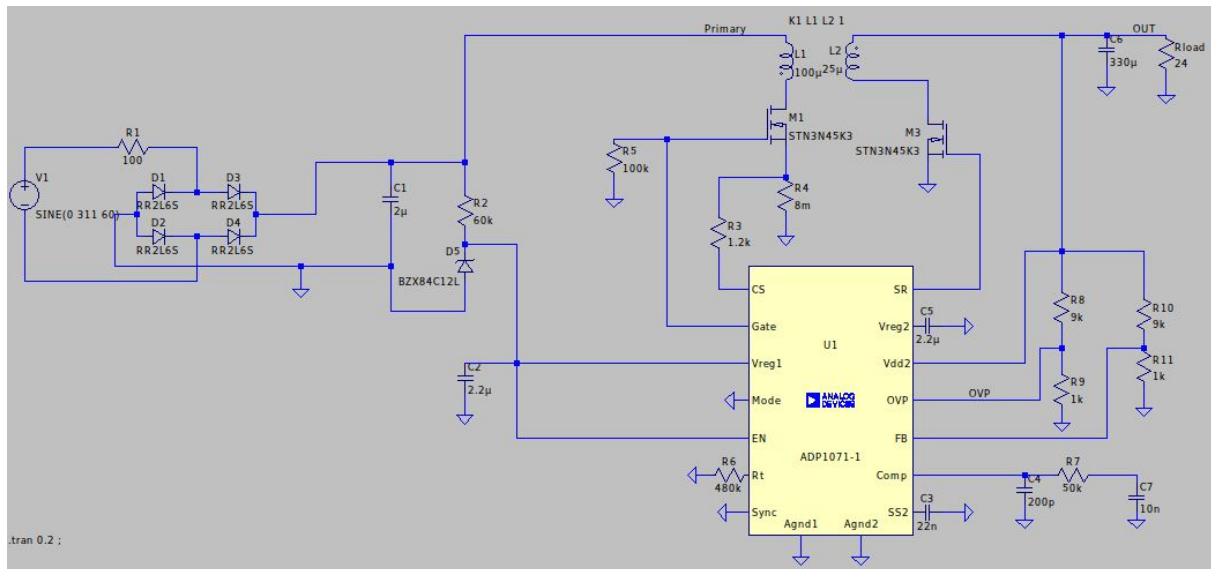 K1 L1 L2 1
Primary
OUT
L1
100µ
L2
25µ
C6
330µ
Rload
24
M1
STN3N45K3
M3
STN3N45K3
R1
100
V1
SINE(0 311 60)
D1
RR2L6S
D3
RR2L6S
D2
RR2L6S
D4
RR2L6S
C1
2µ
R2
60k
D5
BZX84C12L
R5
100k
R4
8m
R3
1.2k
C2
2.2µ
CS
Gate
Vreg1
Mode
EN
Rt
Sync
Agnd1
Agnd2
SR
Vreg2
Vdd2
OVP
FB
Comp
SS2
U1
ANALOG
DEVICES
ADP1071-1
C5
2.2µ
R8
9k
R10
9k
R9
1k
R11
1k
OVP
R6
480k
R7
50k
C4
200p
C7
10n
C3
22n
.tran 0.2 ;